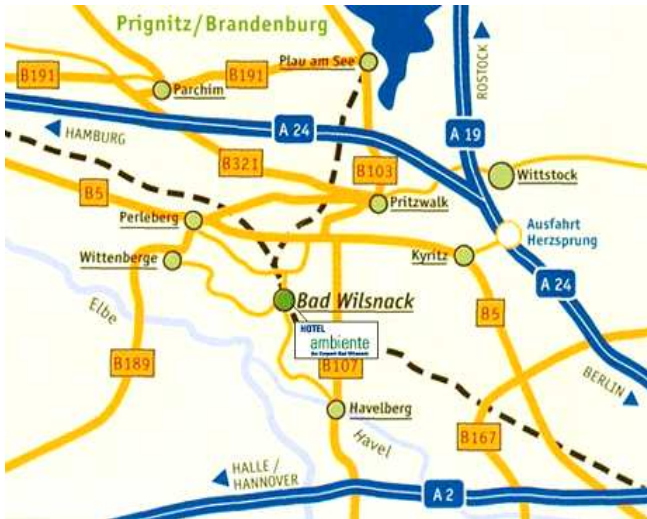 Prignitz/Brandenburg
B191
B191
Plau am See
Parchim
ROSTOCK
HAMBURG
A 24
A 19
B321
B103
Wittstock
B5
Pritzwalk
Perleberg
Ausfahrt
Herzsprung
Wittenberge
Kyritz
A 24
Bad Wilsnack
Elbe
B5
HOTEL
ambiente
B189
B107
BERLIN
Havelberg
B167
Havel
HALLE/
HANNOVER
A 2